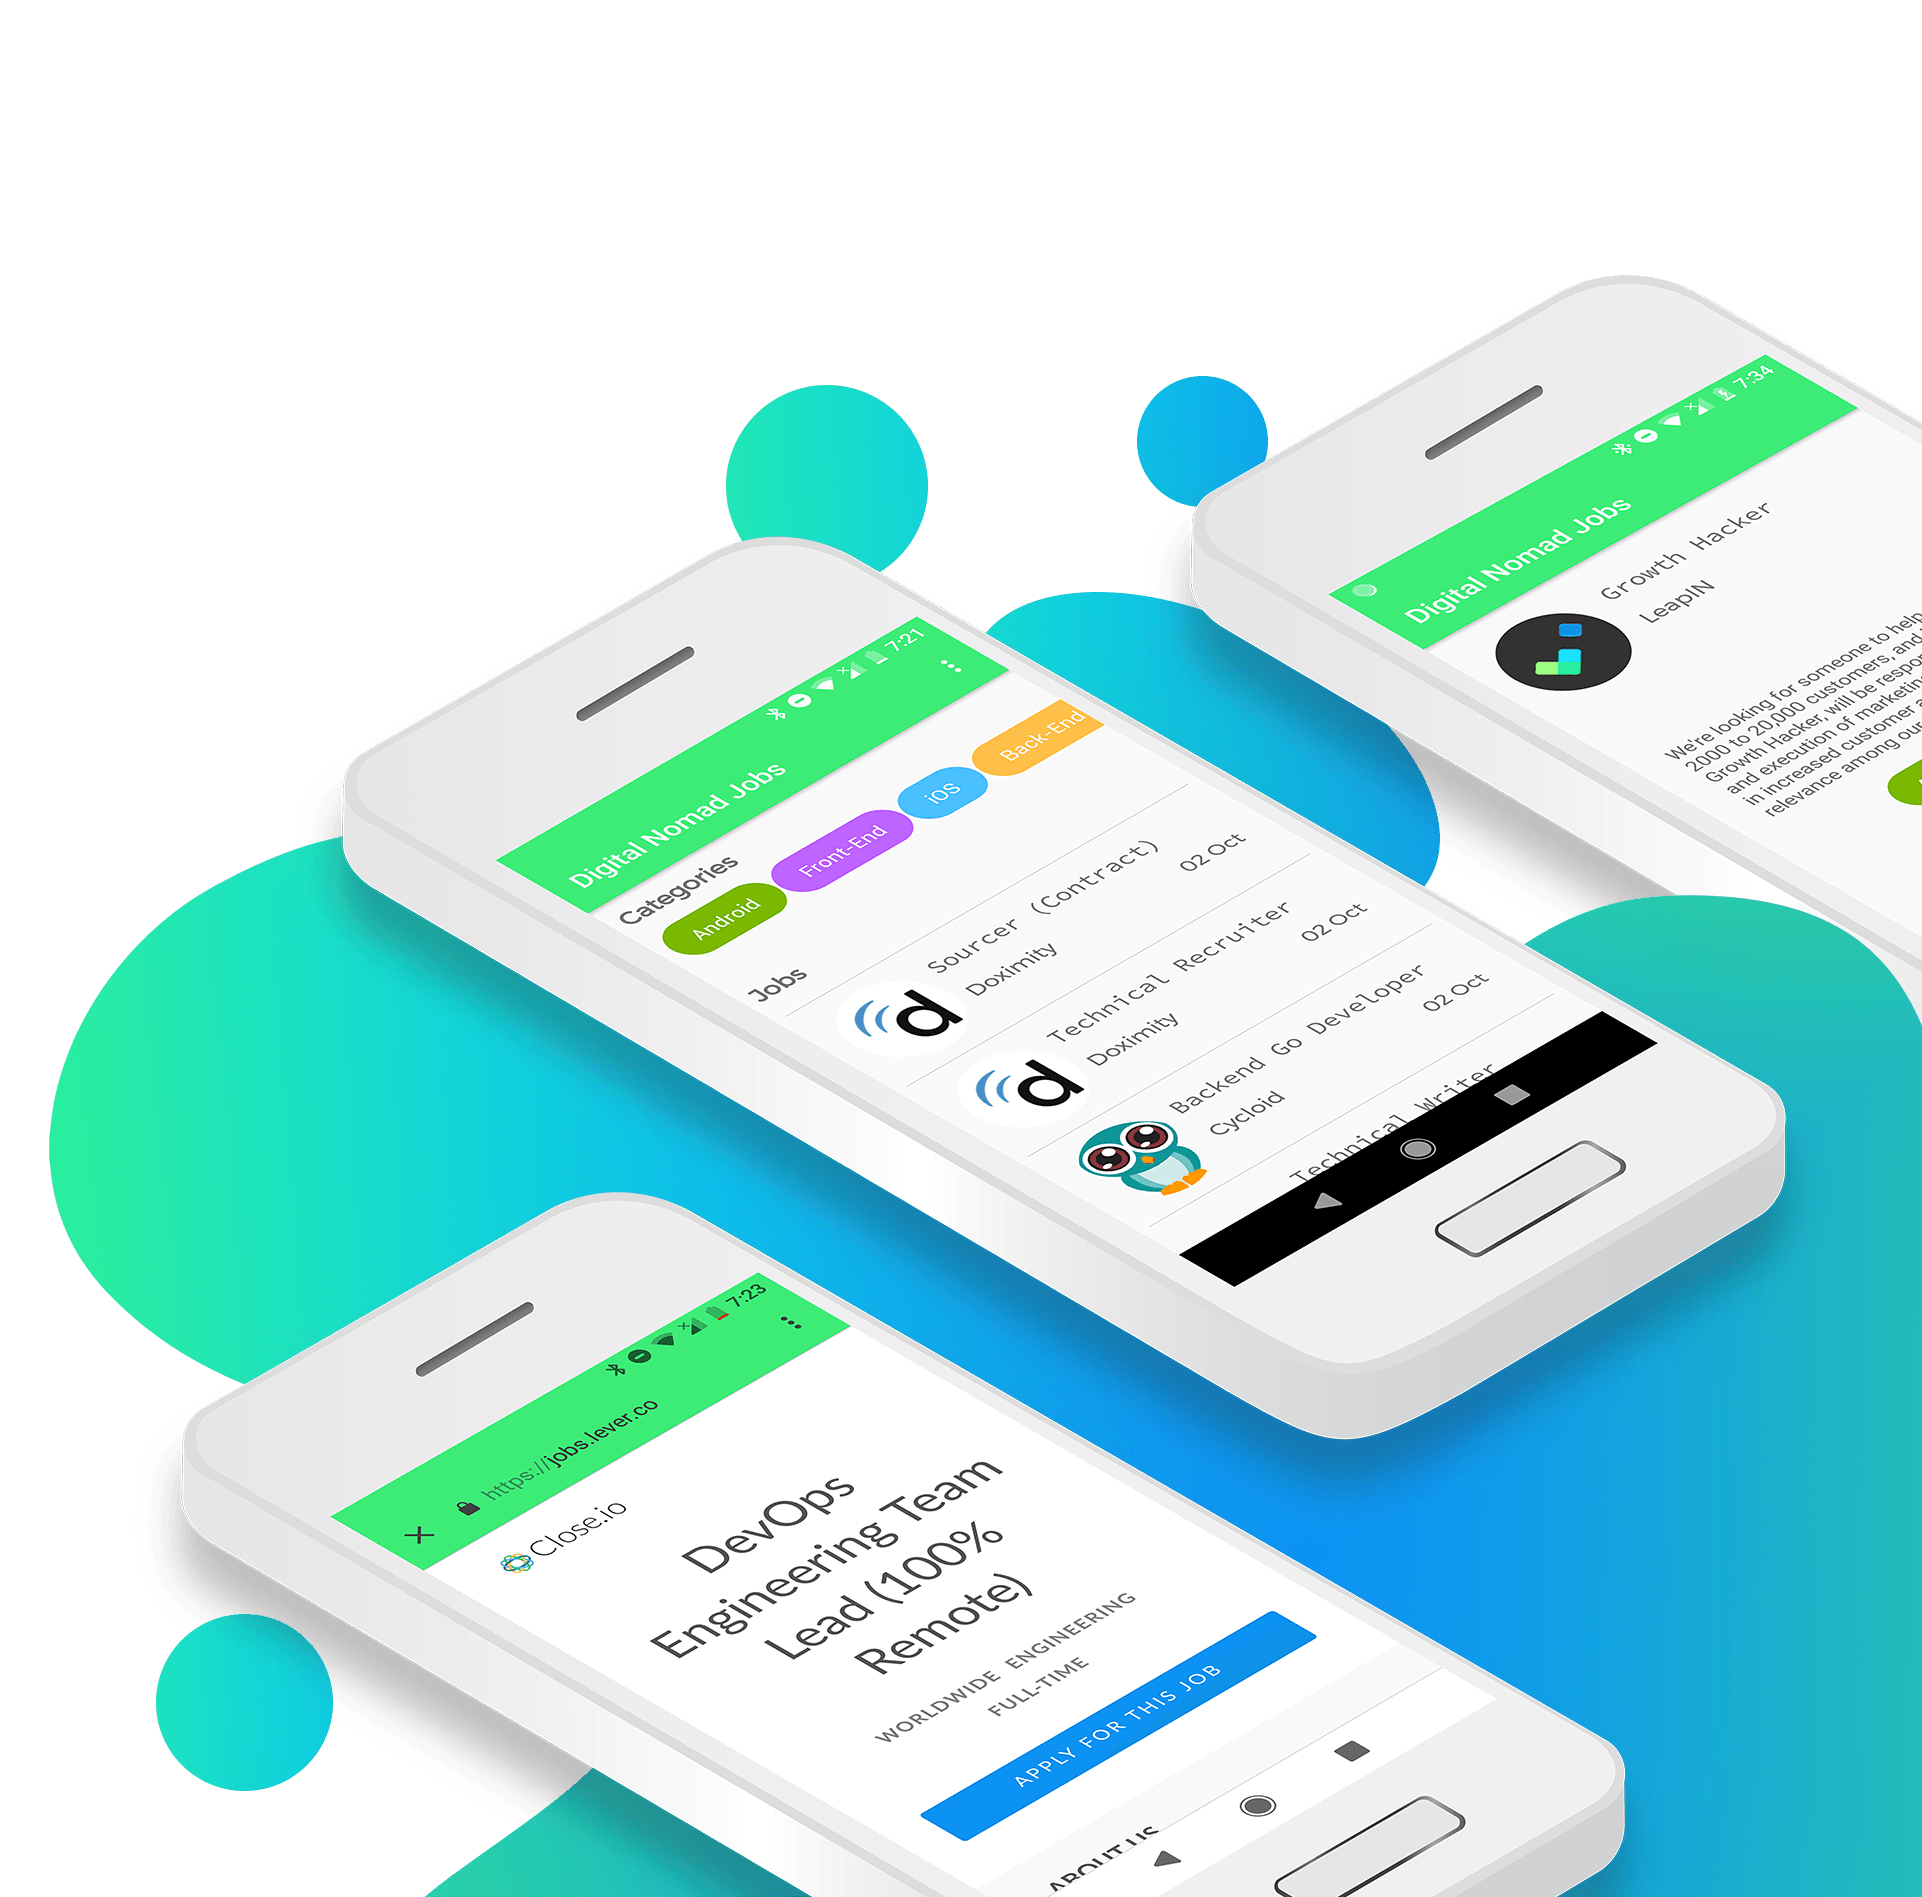 7:21
Digital Nomad Jobs
Categories
Android
Front-End
iOS
Back-End
Jobs
Sourcer (Contract)
Doximity
02 Oct
Technical Recruiter
Doximity
02 Oct
Backend Go Developer
Cycloid
02 Oct
Technical Writer
7:34
Digital Nomad Jobs
Growth Hacker
LeapIN
We're looking for someone to help
2000 to 20,000 customers, and
Growth Hacker, will be
and execution of marketing
in increased customer
relevance among our
7:23
https://jobs.lever.co
Close.io
DevOps
Engineering Team
Lead (100%
Remote)
WORLDWIDE ENGINEERING
FULL-TIME
APPLY FOR THIS JOB
ABOUT US